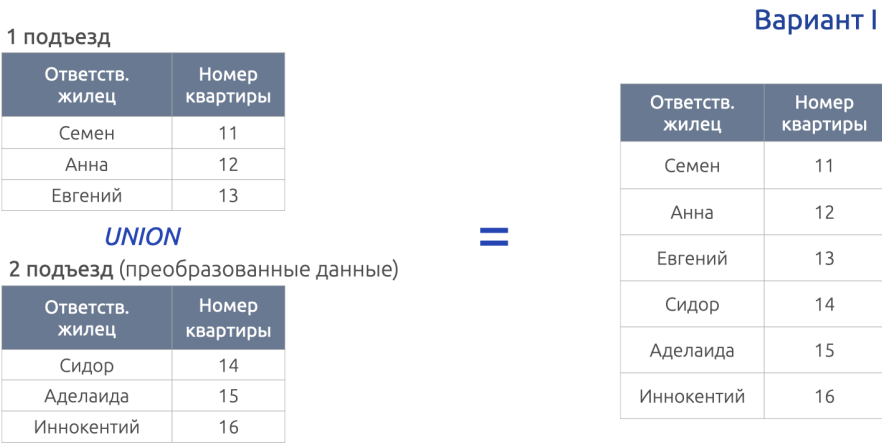 Вариант I
1 подъезд
Ответств. жилец Номер квартиры
Семен 11
Анна 12
Евгений 13
UNION
2 подъезд (преобразованные данные)
Ответств. жилец Номер квартиры
Сидор 14
Аделаида 15
Иннокентий 16
=
Ответств. жилец Номер квартиры
Семен 11
Анна 12
Евгений 13
Сидор 14
Аделаида 15
Иннокентий 16